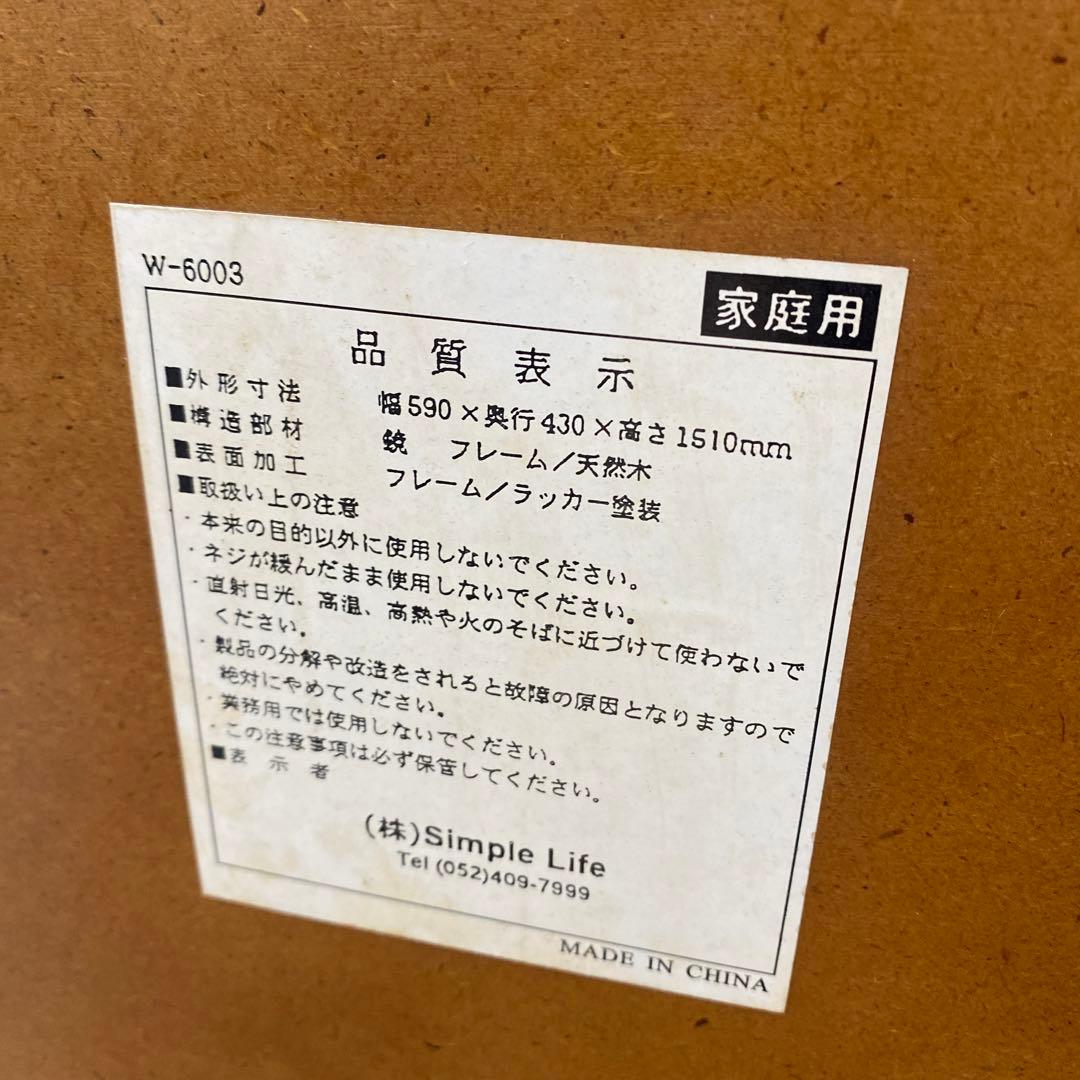 W-6003
家庭用
品質表示
■外形寸法 幅590×奥行430×高さ1510mm
■構造部材 鏡 フレーム/天然木
■表面加工 フレーム/ラッカー塗装
■取扱い上の注意
・本来の目的以外に使用しないでください。
・ネジが緩んだまま使用しないでください。
・直射日光、高温、高熱や火のそばに近づけて使わないで
ください。
・製品の分解や改造をされると故障の原因となりますので
絶対にやめてください。
・業務用では使用しないでください。
・この注意事項は必ず保管してください。
■表示者
(株)Simple Life
Tel (052)409-7999
MADE IN CHINA